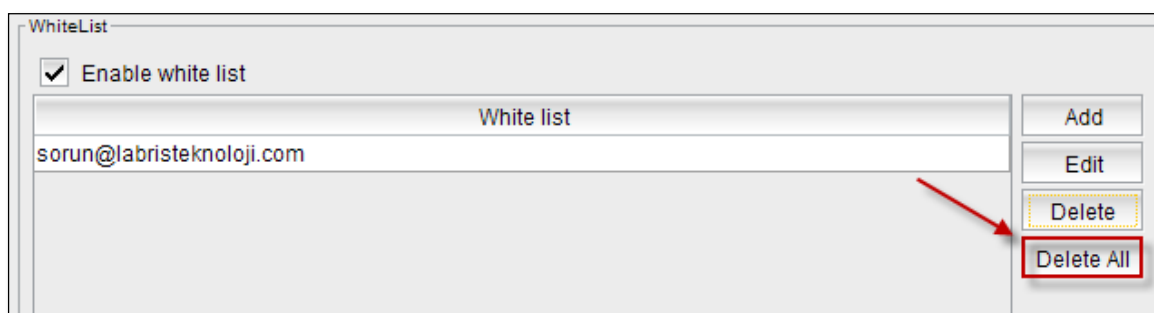 WhiteList
Enable white list
White list
Add
sorun@labristeknoloji.com
Edit
Delete
Delete All